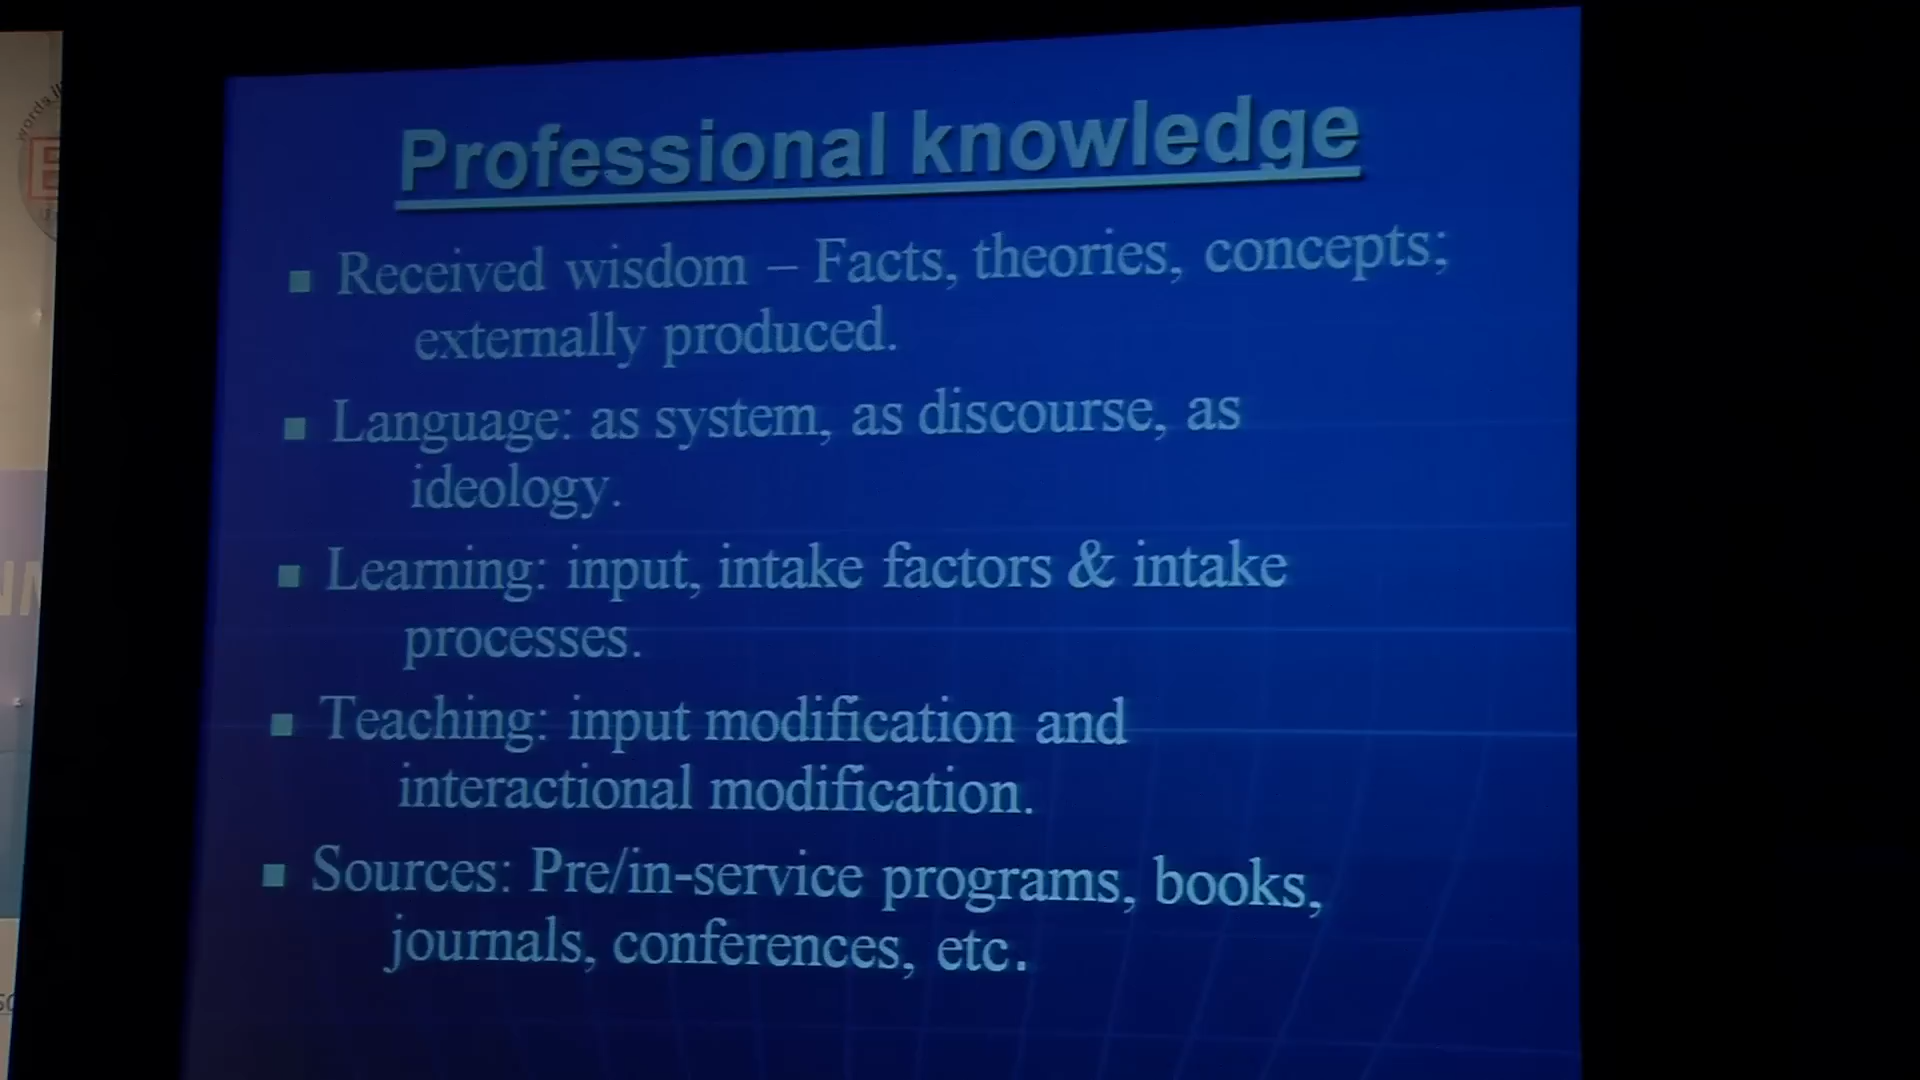 Professional knowledge
■ Received wisdom – Facts, theories, concepts;
externally produced.
■ Language: as system, as discourse, as
ideology.
■ Learning: input, intake factors & intake
processes.
■ Teaching: input modification and
interactional modification.
■ Sources: Pre/in-service programs, books,
journals, conferences, etc.
words